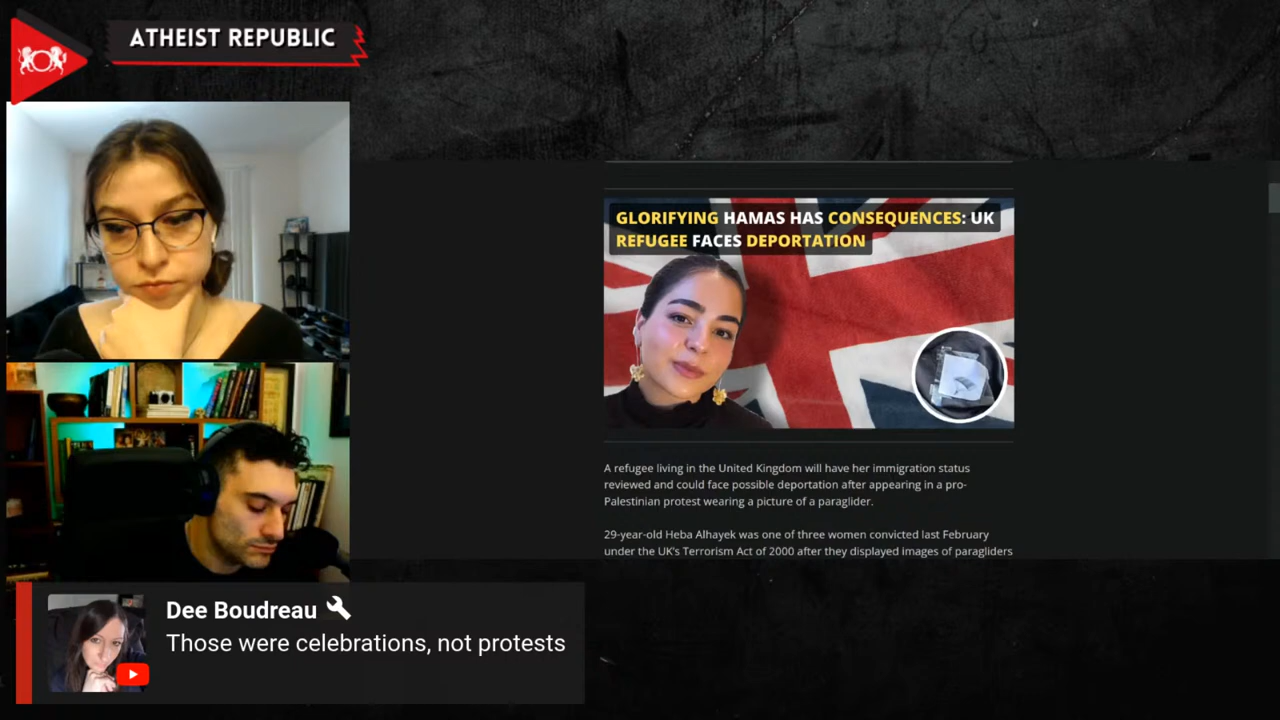 ATHEIST REPUBLIC
GLORIFYING HAMAS HAS CONSEQUENCES: UK
REFUGEE FACES DEPORTATION
A refugee living in the United Kingdom will have her immigration status
reviewed and could face possible deportation after appearing in a pro-
Palestinian protest wearing a picture of a paraglider.
29-year-old Heba Alhayek was one of three women convicted last February
under the UK's Terrorism Act of 2000 after they displayed images of paragliders
Dee Boudreau
Those were celebrations, not protests